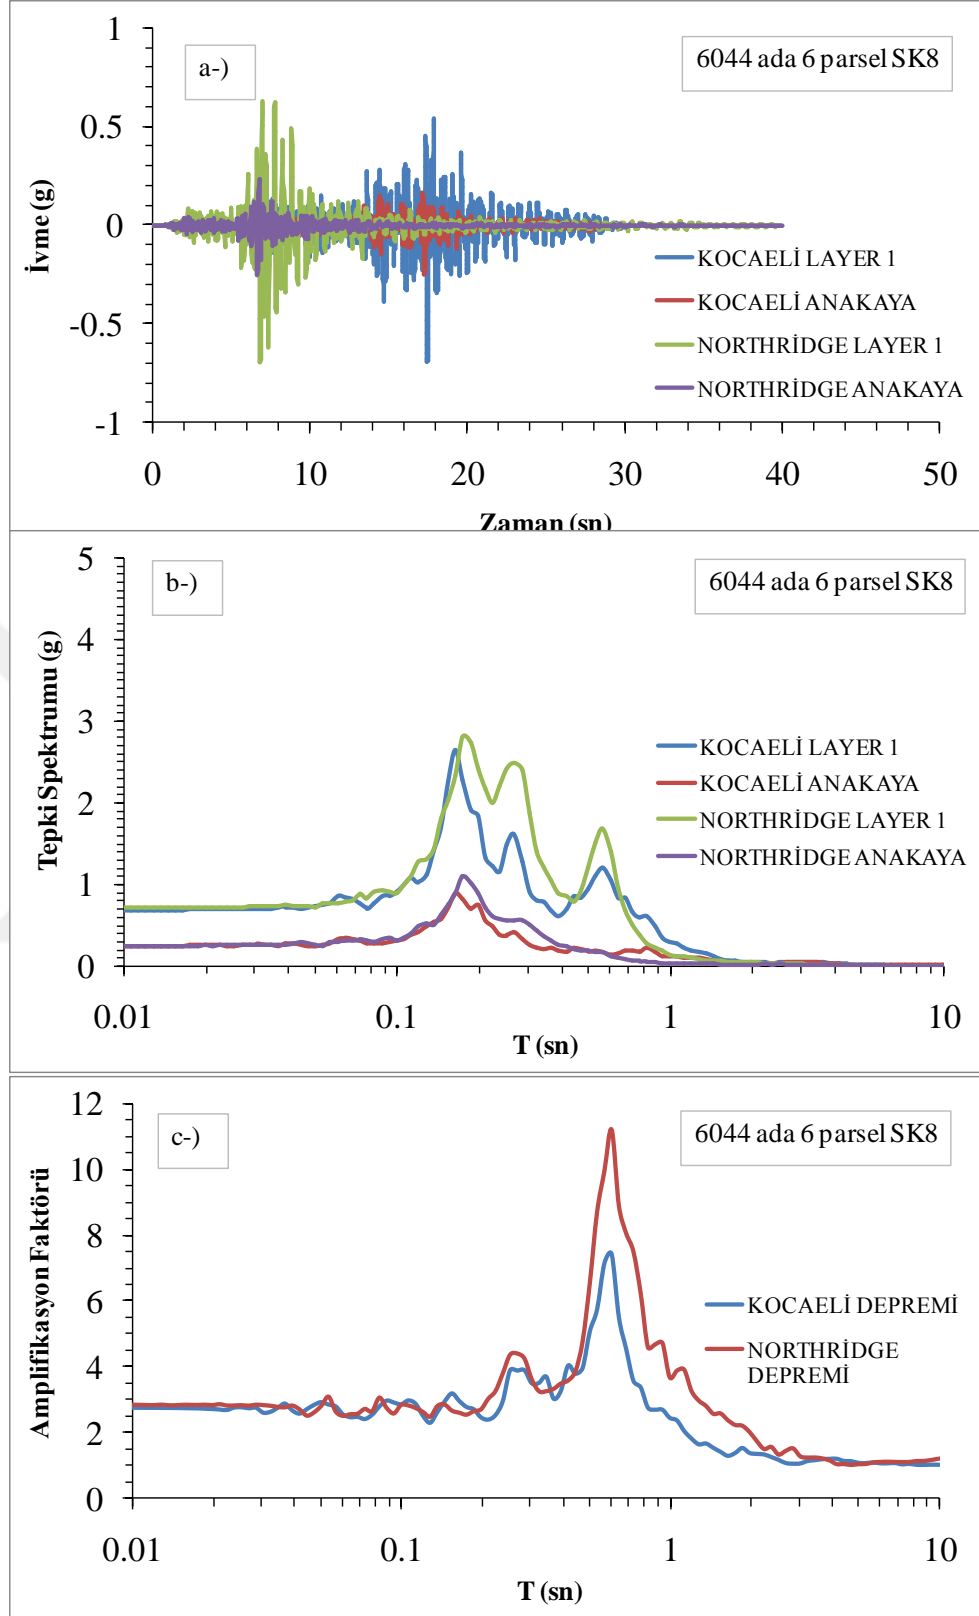 a-)
6044 ada 6 parsel SK8
İvme (g)
1
0.5
0
-0.5
-1
KOCAELİ LAYER 1
KOCAELİ ANAKAYA
NORTHRİDGE LAYER 1
NORTHRİDGE ANAKAYA
0 10 20 30 40 50
Zaman (sn)
b-)
6044 ada 6 parsel SK8
Tepki Spektrumu (g)
5
4
3
2
1
0
KOCAELİ LAYER 1
KOCAELİ ANAKAYA
NORTHRİDGE LAYER 1
NORTHRİDGE ANAKAYA
0.01 0.1 1 10
T (sn)
c-)
6044 ada 6 parsel SK8
Amplifikasyon Faktörü
12
10
8
6
4
2
0
KOCAELİ DEPREMİ
NORTHRİDGE
DEPREMİ
0.01 0.1 1 10
T (sn)